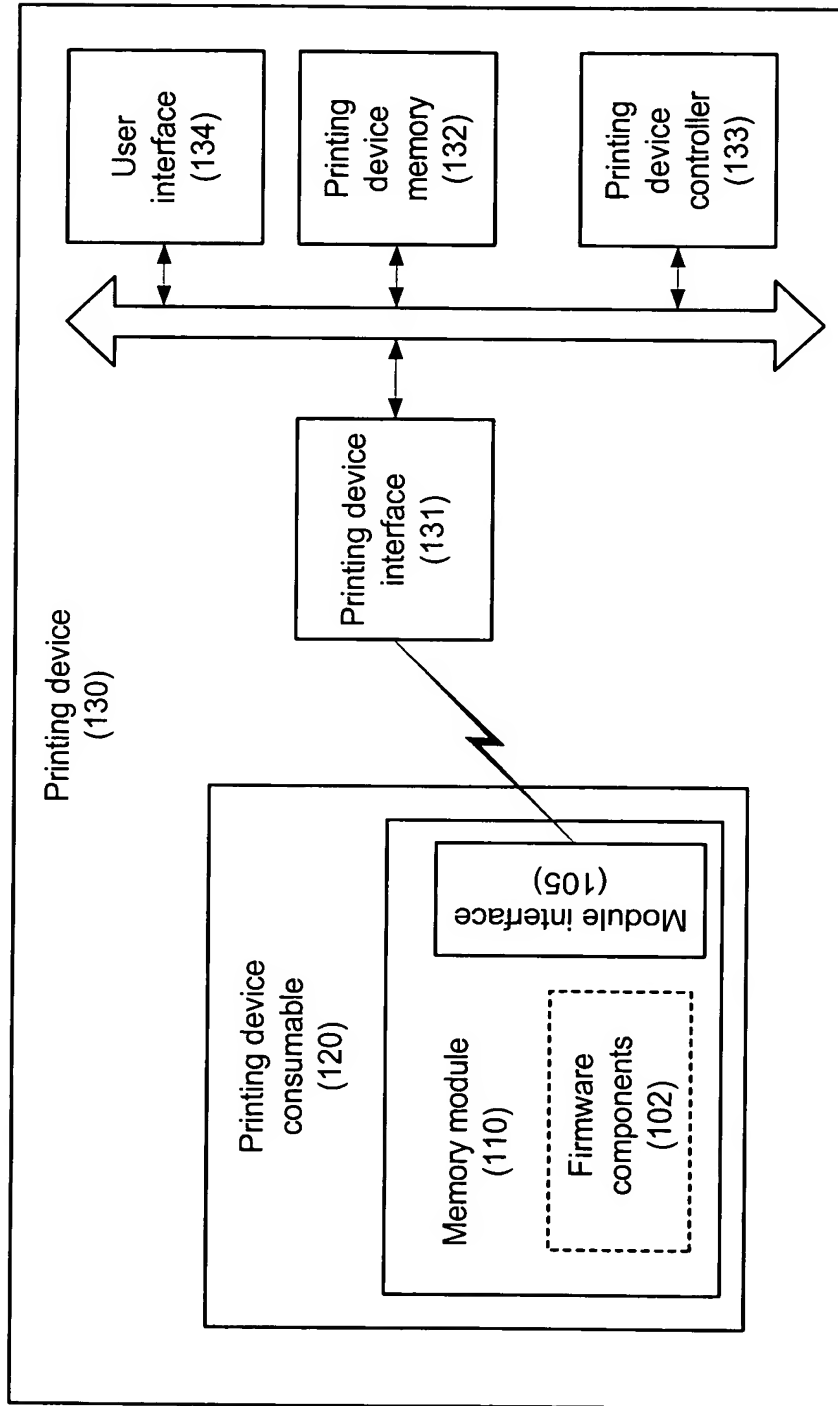 Printing device
(130)
Printing device
consumable
(120)
Memory module
(110)
Firmware
components
(102)
Module interface
(105)
Printing device
interface
(131)
User
interface
(134)
Printing
device
memory
(132)
Printing
device
controller
(133)